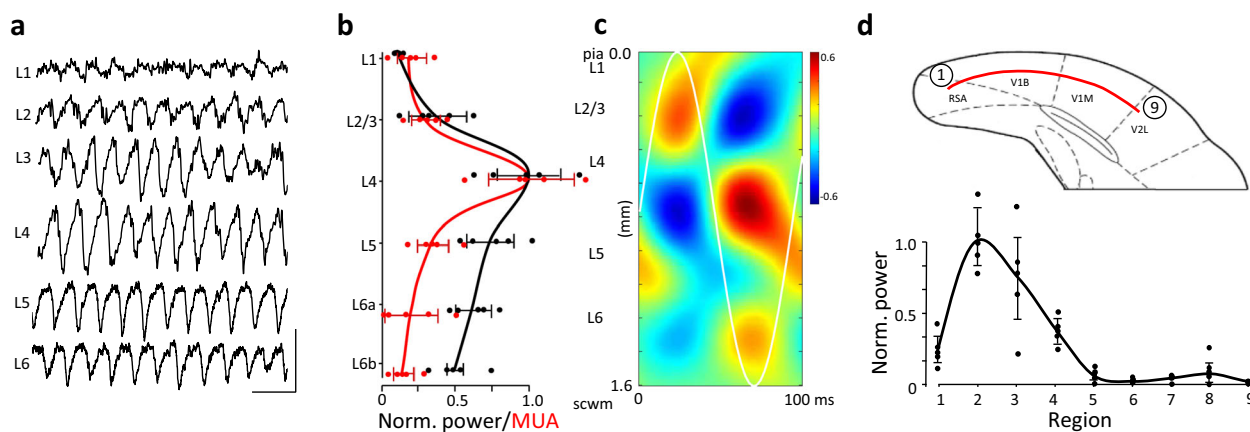 a
L1
L2
L3
L4
L5
L6
b
L1
L2/3
L4
L5
L6a
L6b
0
0.5
1.0
Norm. power/MUA
c
pia 0.0
L1
L2/3
L4
(mm)
L5
L6
1.6
scwm
0
100 ms
0.6
-0.6
d
1
RSA
V1B
V1M
9
V2L
Norm. power
1.0
0.5
0
1 2 3 4 5 6 7 8 9
Region